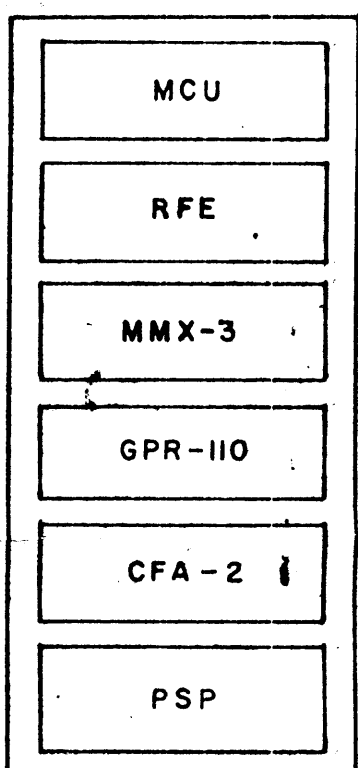 MCU
RFE
MMX-3
GPR-110
CFA-2
PSP